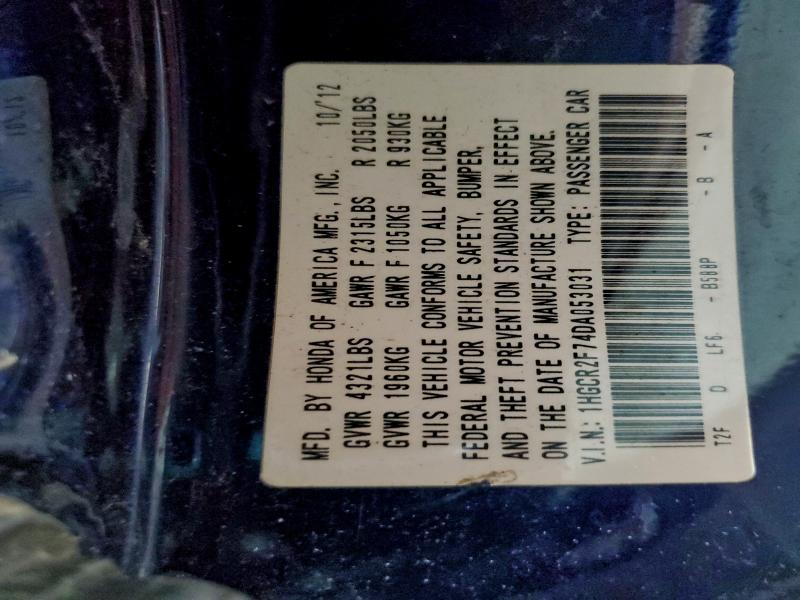 MFD. BY HONDA OF AMERICA MFG., INC. 10/'12
GVWR 4321LBS GAWR F 2315LBS R 2050LBS
GVWR 1960KG GAWR F 1050KG R 930KG
THIS VEHICLE CONFORMS TO ALL APPLICABLE
FEDERAL MOTOR VEHICLE SAFETY, BUMPER,
AND THEFT PREVENTION STANDARDS IN EFFECT
ON THE DATE OF MANUFACTURE SHOWN ABOVE.
V.I.N.: 1HGCR2F74DA053031 TYPE: PASSENGER CAR
T2F D LF6 - B588P - B - A